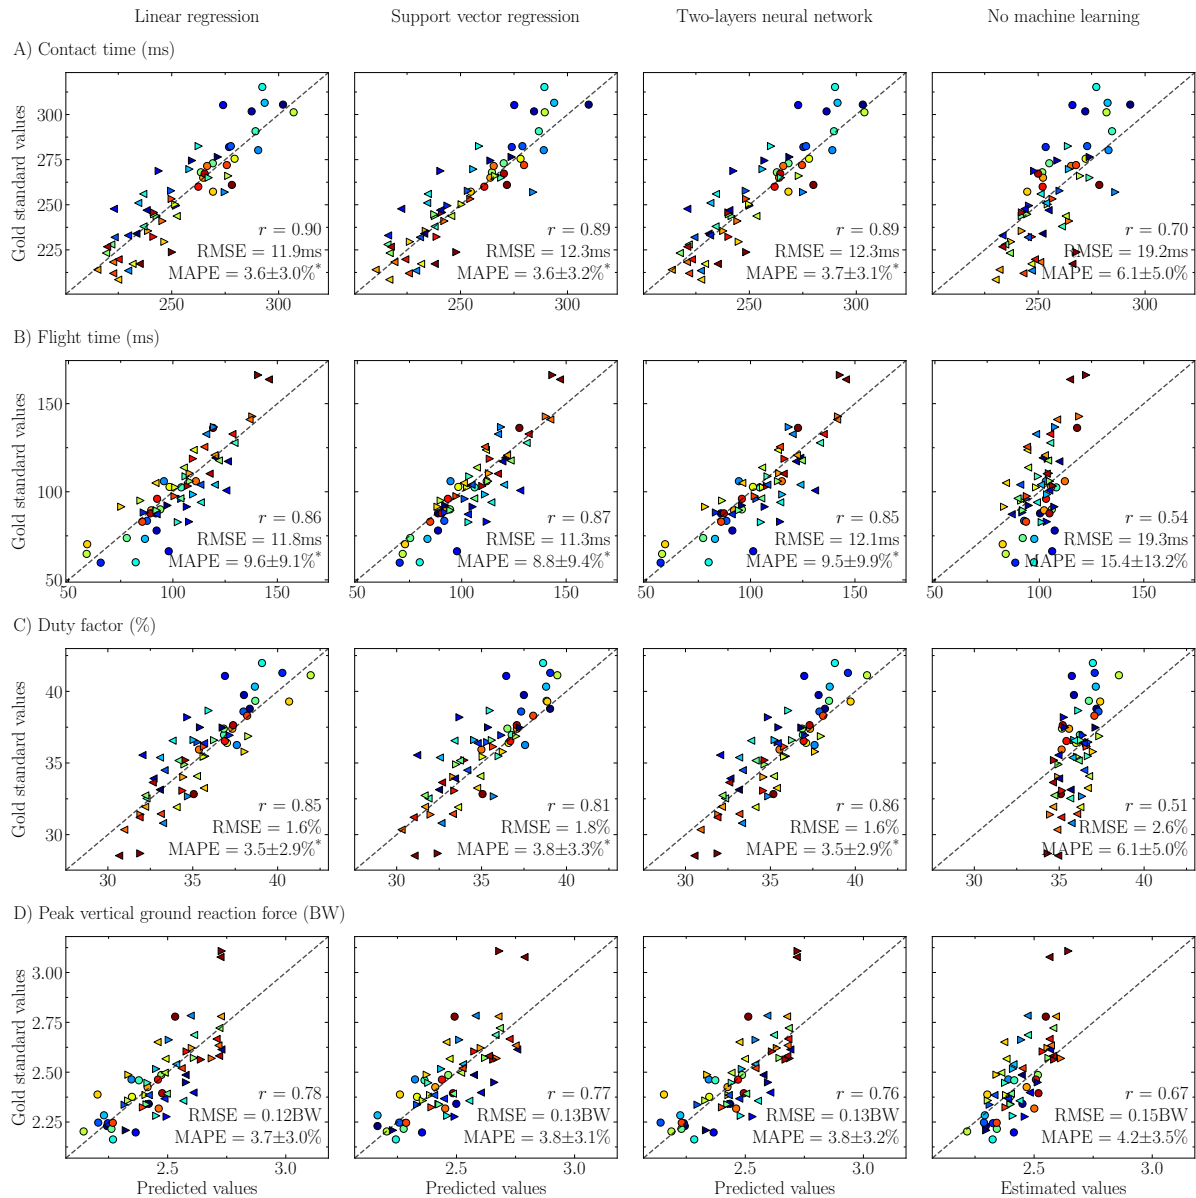 Linear regression
Support vector regression
Two-layers neural network
No machine learning
A) Contact time (ms)
Gold standard values
300
275
250
225
r = 0.90
RMSE = 11.9ms
MAPE = 3.6±3.0%*
r = 0.89
RMSE = 12.3ms
MAPE = 3.6±3.2%*
r = 0.89
RMSE = 12.3ms
MAPE = 3.7±3.1%*
r = 0.70
RMSE = 19.2ms
MAPE = 6.1±5.0%
250 300
250 300
250 300
250 300
B) Flight time (ms)
Gold standard values
150
100
50
r = 0.86
RMSE = 11.8ms
MAPE = 9.6±9.1%*
r = 0.87
RMSE = 11.3ms
MAPE = 8.8±9.4%*
r = 0.85
RMSE = 12.1ms
MAPE = 9.5±9.9%*
r = 0.54
RMSE = 19.3ms
MAPE = 15.4±13.2%
50 100 150
50 100 150
50 100 150
50 100 150
C) Duty factor (%)
Gold standard values
40
35
30
r = 0.85
RMSE = 1.6%
MAPE = 3.5±2.9%*
r = 0.81
RMSE = 1.8%
MAPE = 3.8±3.3%*
r = 0.86
RMSE = 1.6%
MAPE = 3.5±2.9%*
r = 0.51
RMSE = 2.6%
MAPE = 6.1±5.0%
30 35 40
30 35 40
30 35 40
30 35 40
D) Peak vertical ground reaction force (BW)
Gold standard values
3.00
2.75
2.50
2.25
r = 0.78
RMSE = 0.12BW
MAPE = 3.7±3.0%
r = 0.77
RMSE = 0.13BW
MAPE = 3.8±3.1%
r = 0.76
RMSE = 0.13BW
MAPE = 3.8±3.2%
r = 0.67
RMSE = 0.15BW
MAPE = 4.2±3.5%
2.5 3.0
2.5 3.0
2.5 3.0
2.5 3.0
Predicted values
Predicted values
Predicted values
Estimated values